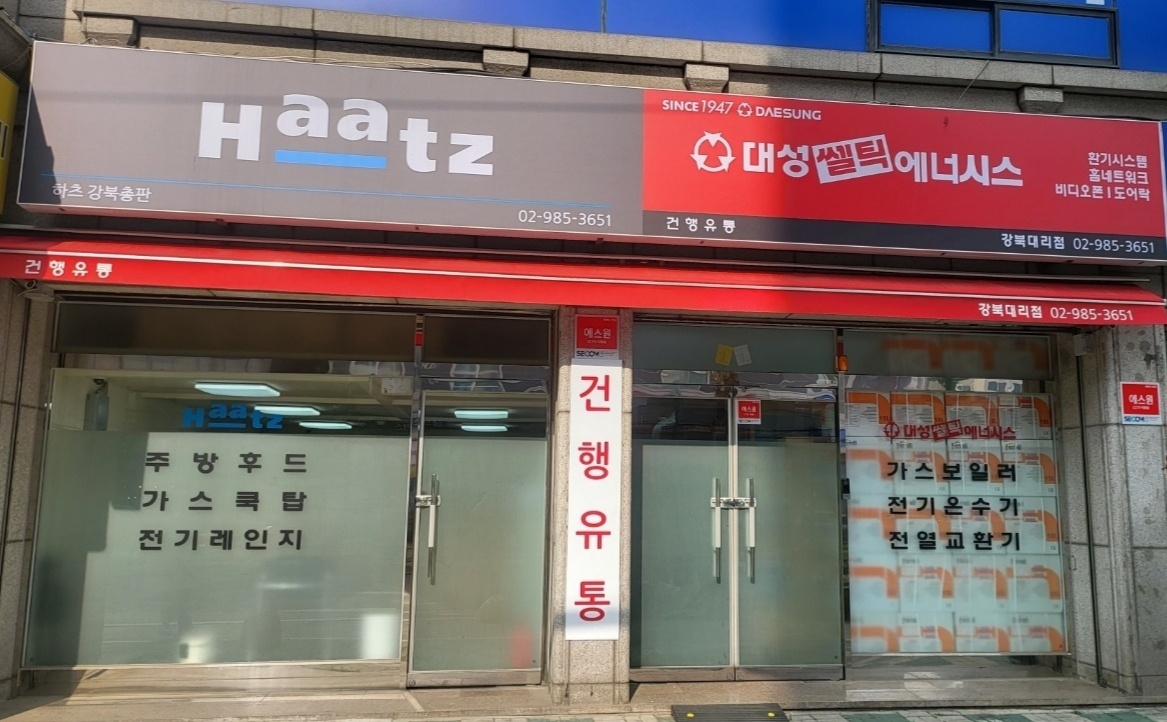 Haatz
하츠 강북총판
02-985-3651
SINCE 1947 DAESUNG
대성쎌틱에너시스
환기시스템
홈네트워크
비디오폰 | 도어락
건행유통
강북대리점 02-985-3651
건행유통
강북대리점 02-985-3651
Haatz
주방후드
가스쿡탑
전기레인지
에스원
SECOM
건행유통
에스원
대성쎌틱에너시스
가스보일러
전기온수기
전열교환기
에스원
SECOM